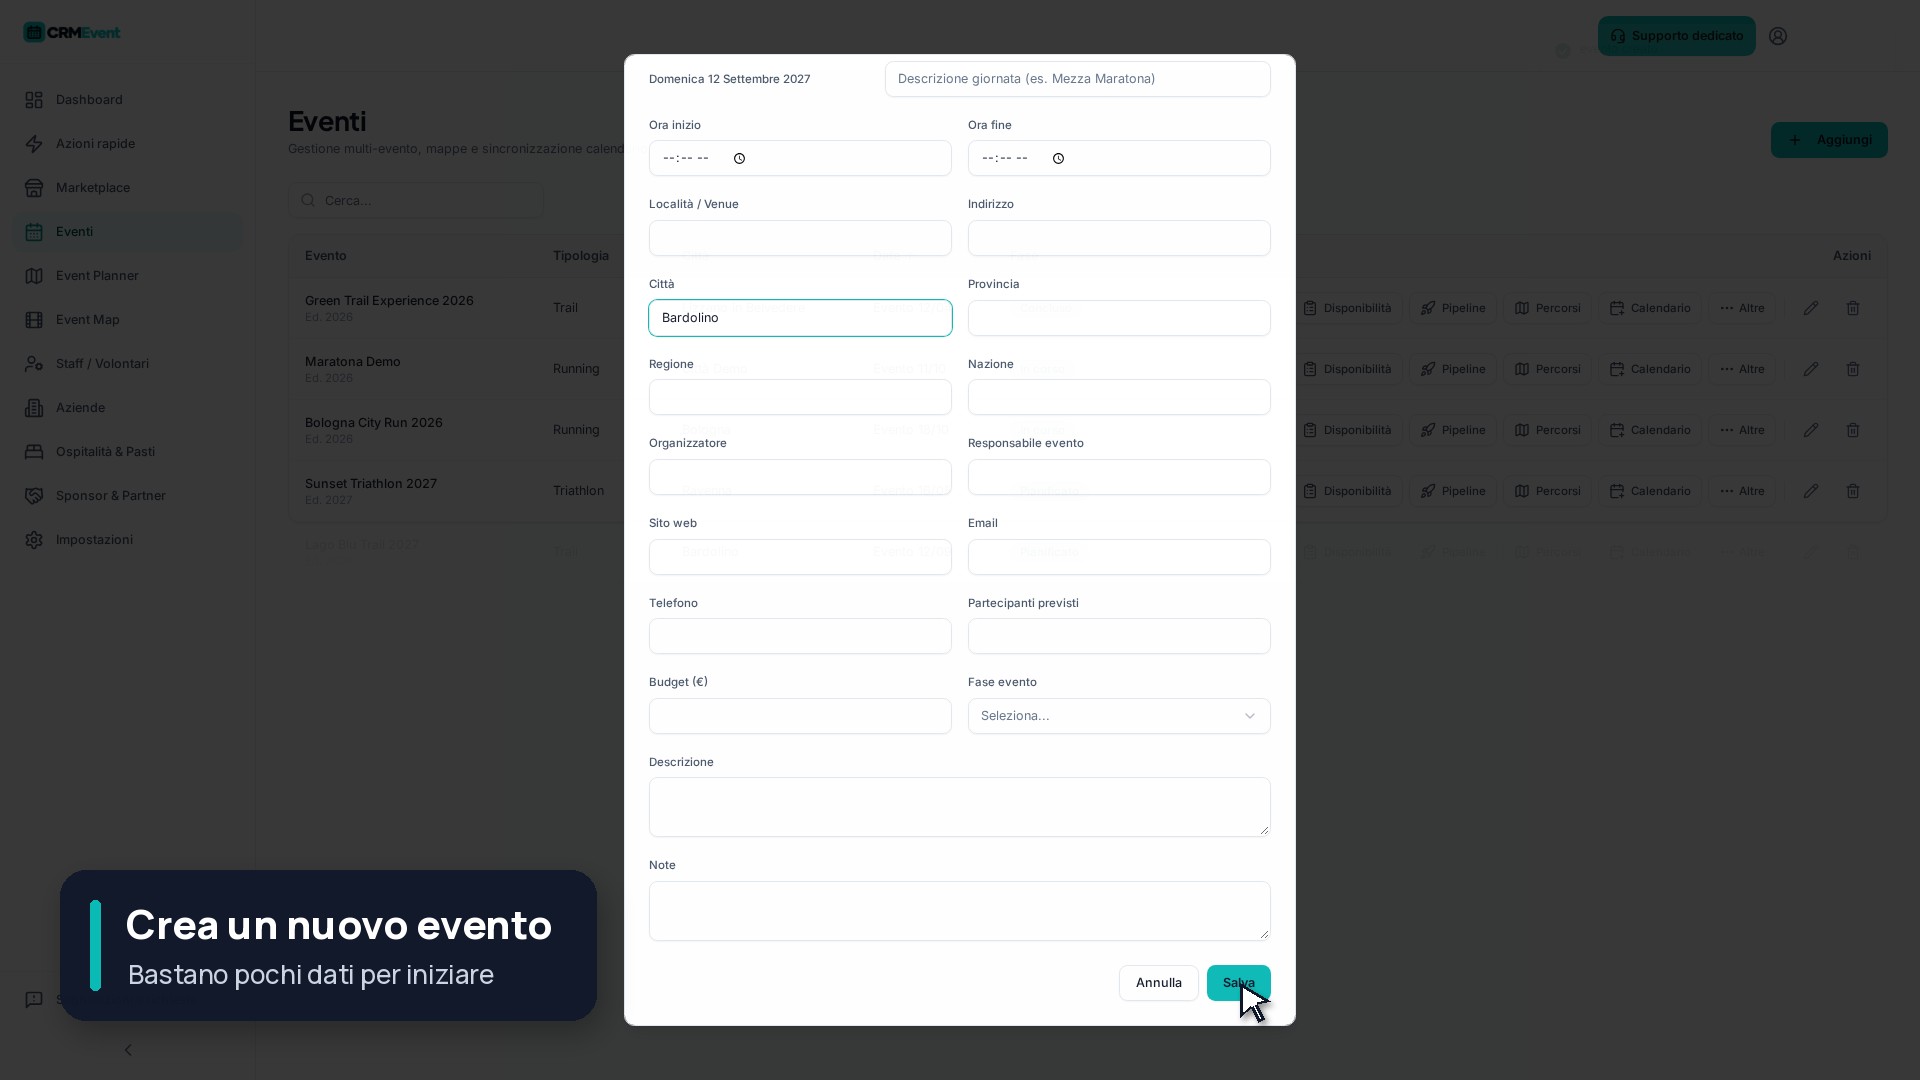 CRMEvent
Supporto dedicato
Dashboard
Azioni rapide
Marketplace
Eventi
Event Planner
Event Map
Staff / Volontari
Aziende
Ospitalità & Pasti
Sponsor & Partner
Impostazioni
Eventi
Gestione multi-evento, mappe e sincronizzazione calend
Aggiungi
Cerca...
Evento Tipologia Azioni
Green Trail Experience 2026 Trail Disponibilità Pipeline Percorsi Calendario Altre
Ed. 2026
Maratona Demo Running Disponibilità Pipeline Percorsi Calendario Altre
Ed. 2026
Bologna City Run 2026 Running Disponibilità Pipeline Percorsi Calendario Altre
Ed. 2026
Sunset Triathlon 2027 Triathlon Disponibilità Pipeline Percorsi Calendario Altre
Ed. 2027
Domenica 12 Settembre 2027 Descrizione giornata (es. Mezza Maratona)
Ora inizio Ora fine
--:-- -- --:-- --
Località / Venue Indirizzo
Città Provincia
Bardolino
Regione Nazione
Organizzatore Responsabile evento
Sito web Email
Telefono Partecipanti previsti
Budget (€) Fase evento
Seleziona...
Descrizione
Note
Annulla Salva
Crea un nuovo evento
Bastano pochi dati per iniziare